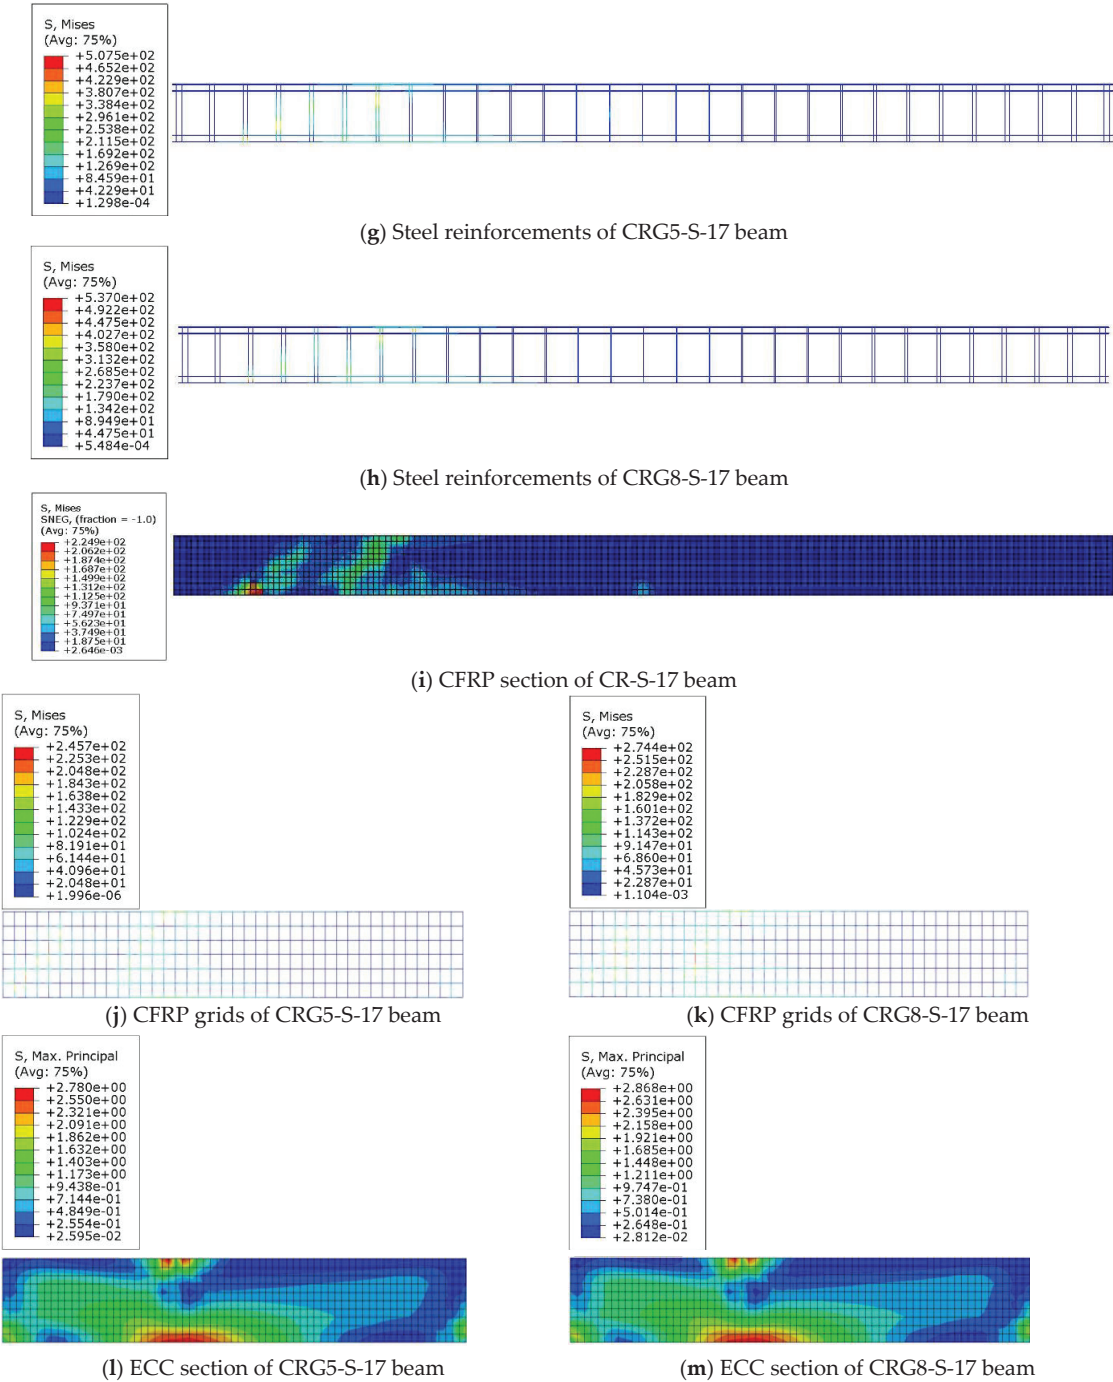 S, Mises
(Avg: 75%)
+5.075e+02
+4.652e+02
+4.229e+02
+3.807e+02
+3.384e+02
+2.961e+02
+2.538e+02
+2.115e+02
+1.692e+02
+1.269e+02
+8.459e+01
+4.229e+01
+1.298e-04
(g) Steel reinforcements of CRG5-S-17 beam
S, Mises
(Avg: 75%)
+5.370e+02
+4.922e+02
+4.475e+02
+4.027e+02
+3.580e+02
+3.132e+02
+2.685e+02
+2.237e+02
+1.790e+02
+1.342e+02
+8.949e+01
+4.475e+01
+5.484e-04
(h) Steel reinforcements of CRG8-S-17 beam
S, Mises
SNEG, (fraction = -1.0)
(Avg: 75%)
+2.249e+02
+2.062e+02
+1.874e+02
+1.687e+02
+1.499e+02
+1.312e+02
+1.125e+02
+9.371e+01
+7.497e+01
+5.623e+01
+3.749e+01
+1.875e+01
+2.646e-03
(i) CFRP section of CR-S-17 beam
S, Mises
(Avg: 75%)
+2.457e+02
+2.253e+02
+2.048e+02
+1.843e+02
+1.638e+02
+1.433e+02
+1.229e+02
+1.024e+02
+8.191e+01
+6.144e+01
+4.096e+01
+2.048e+01
+1.996e-06
(j) CFRP grids of CRG5-S-17 beam
S, Mises
(Avg: 75%)
+2.744e+02
+2.515e+02
+2.287e+02
+2.058e+02
+1.829e+02
+1.601e+02
+1.372e+02
+1.143e+02
+9.147e+01
+6.860e+01
+4.573e+01
+2.287e+01
+1.104e-03
(k) CFRP grids of CRG8-S-17 beam
S, Max. Principal
(Avg: 75%)
+2.780e+00
+2.550e+00
+2.321e+00
+2.091e+00
+1.862e+00
+1.632e+00
+1.403e+00
+1.173e+00
+9.438e-01
+7.144e-01
+4.849e-01
+2.554e-01
+2.595e-02
(l) ECC section of CRG5-S-17 beam
S, Max. Principal
(Avg: 75%)
+2.868e+00
+2.631e+00
+2.395e+00
+2.158e+00
+1.921e+00
+1.685e+00
+1.448e+00
+1.211e+00
+9.747e-01
+7.380e-01
+5.014e-01
+2.648e-01
+2.812e-02
(m) ECC section of CRG8-S-17 beam